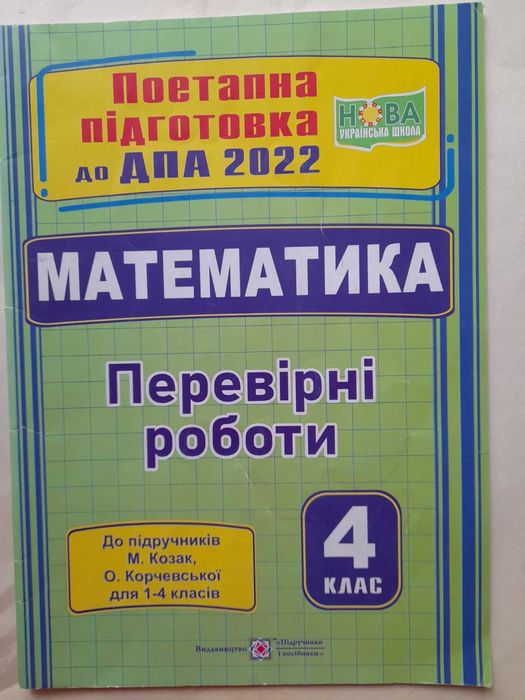 Поетапна
підготовка
до ДПА 2022
НОВА
УКРАЇНСЬКА ШКОЛА
МАТЕМАТИКА
Перевірні
роботи
До підручників
М. Козак,
О. Корчевської
для 1-4 класів
4
КЛАС
Видавництво «Підручники
і посібники»